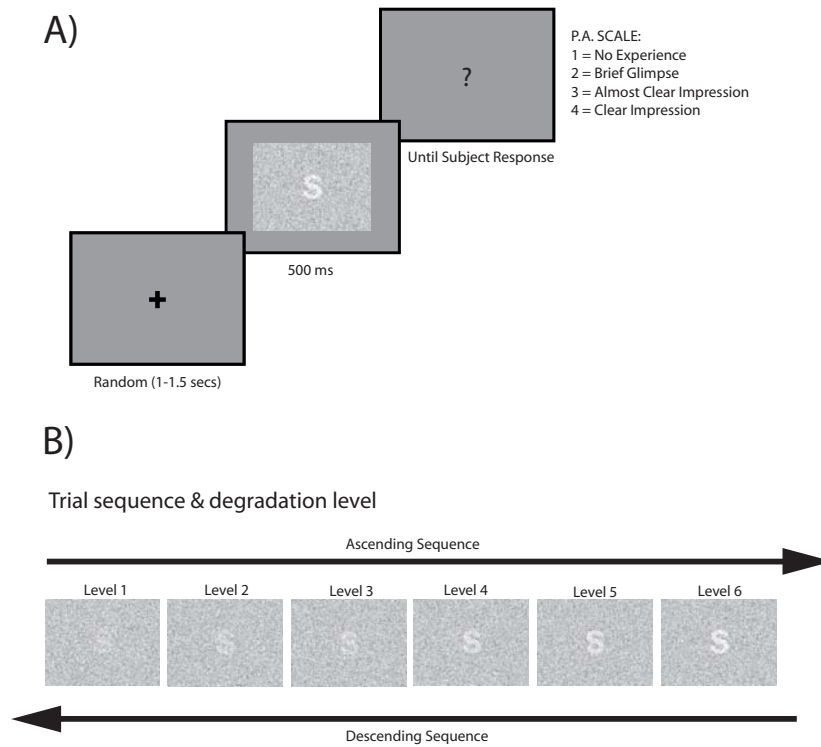 A)
P.A. SCALE:
1 = No Experience
2 = Brief Glimpse
3 = Almost Clear Impression
4 = Clear Impression
?
Until Subject Response
S
500 ms
+
Random (1-1.5 secs)
B)
Trial sequence & degradation level
Ascending Sequence
Level 1 Level 2 Level 3 Level 4 Level 5 Level 6
S S S S S S
Descending Sequence